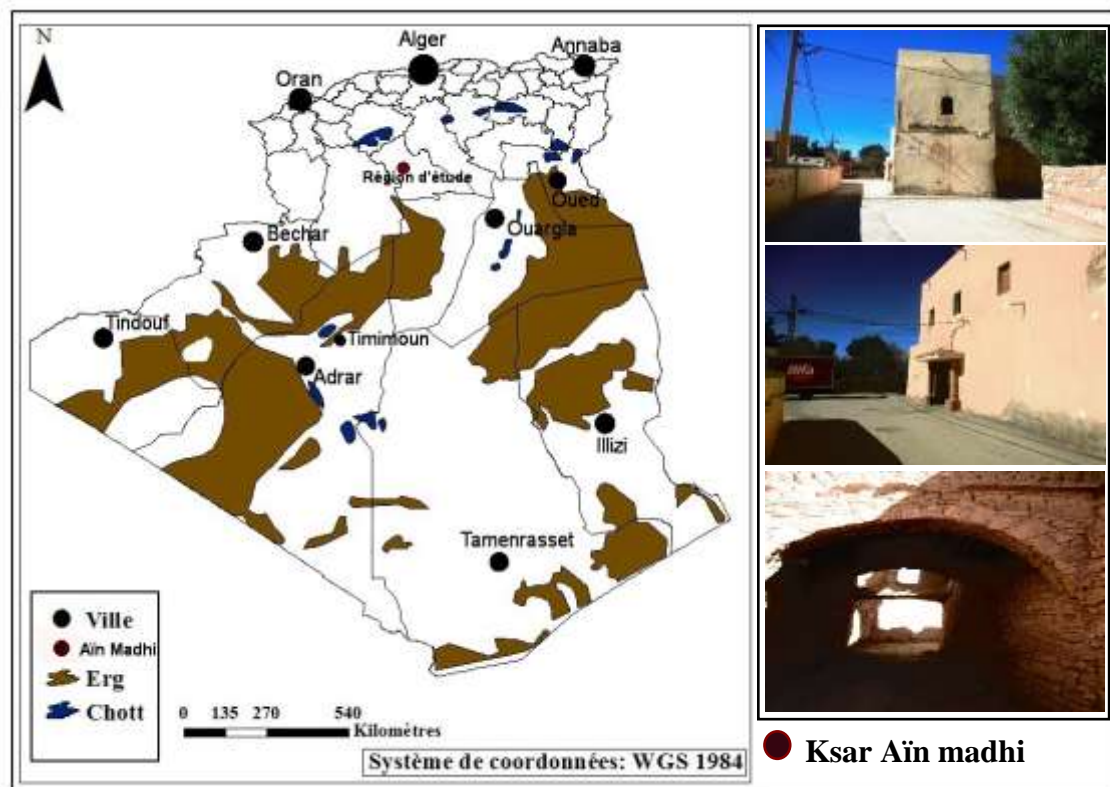 N
Alger
Annaba
Oran
Région d'étude
Oued
Ouargla
Bèchar
Tindouf
Timimoun
Adrar
Illizi
Tamenrasset
Ville
Aïn Madhi
Erg
Chott
0 135 270 540
Kilomètres
Système de coordonnées: WGS 1984
Ksar Aïn madhi